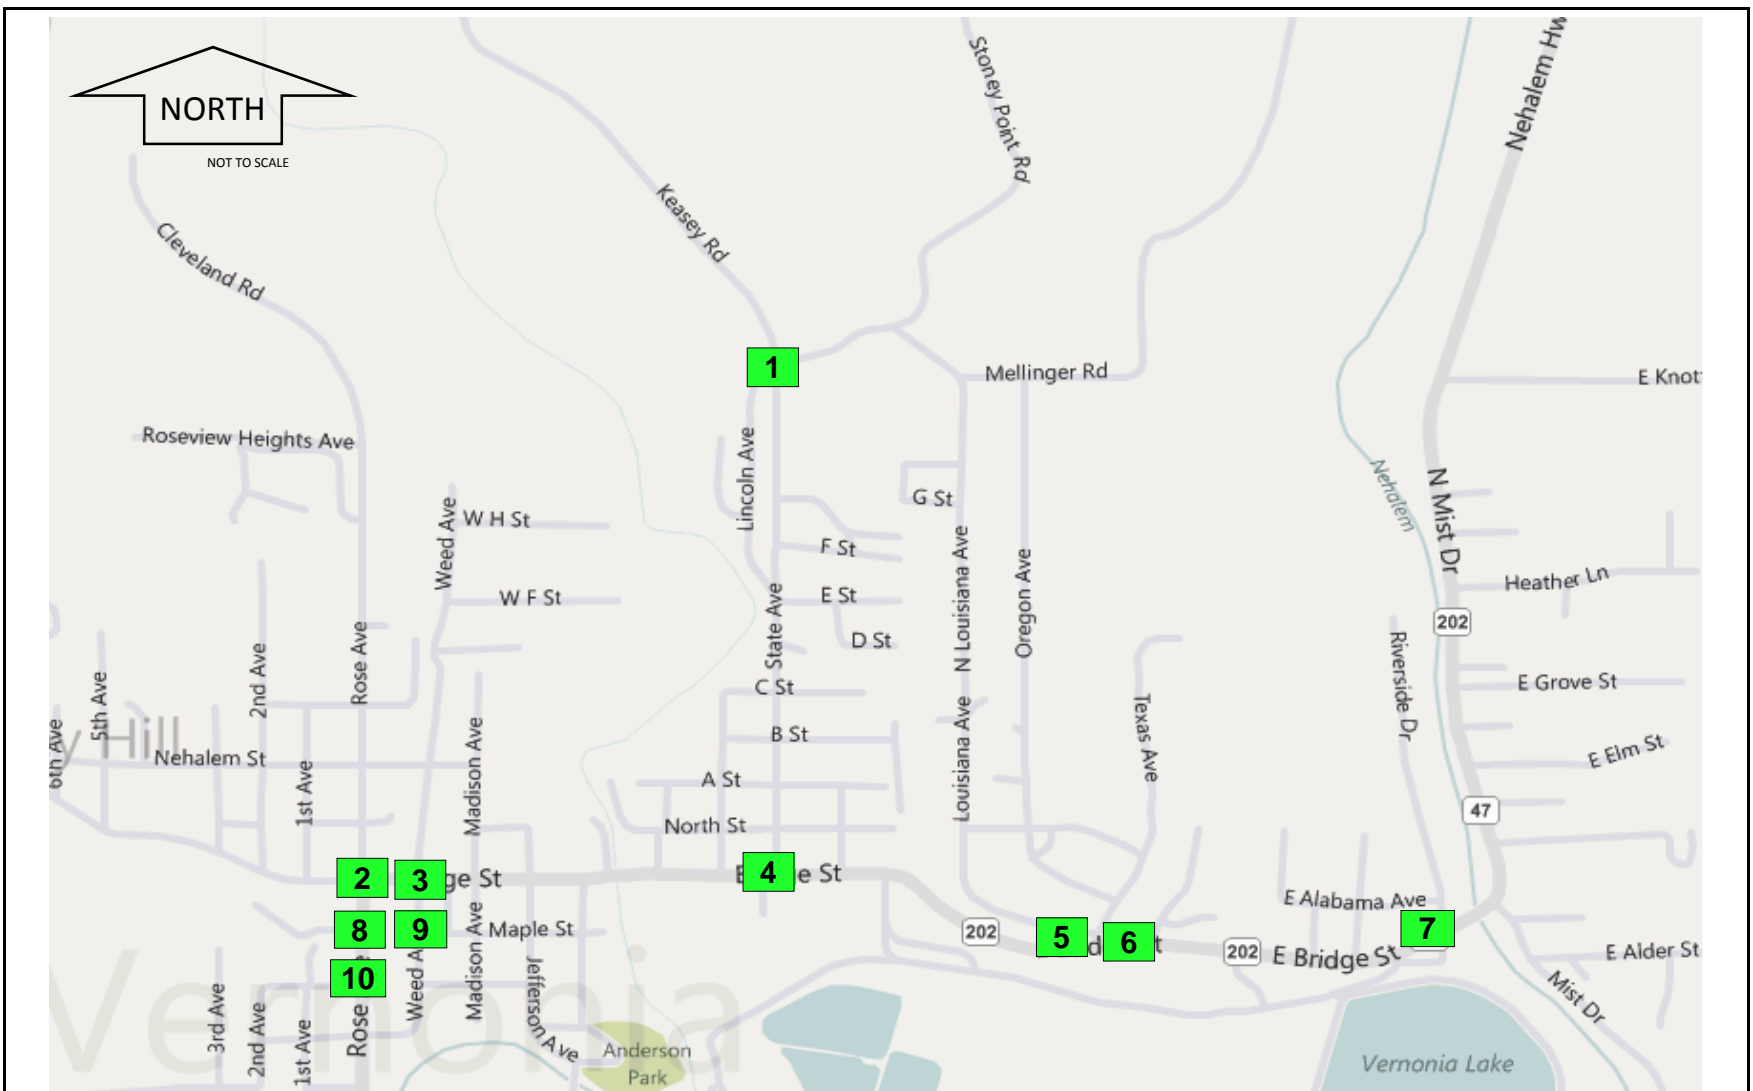 NORTH
NOT TO SCALE
Nehalem Hw
Stoney Point Rd
Keasey Rd
Cleveland Rd
1
Mellinger Rd
E Knot
Roseview Heights Ave
Lincoln Ave
G St
Nehalem
N Mist Dr
Weed Ave
W H St
F St
N Louisiana Ave
Oregon Ave
Heather Ln
W F St
E St
State Ave
202
D St
Riverside Dr
2nd Ave
Rose Ave
5th Ave
C St
E Grove St
Texas Ave
6th Ave
y Hill
Nehalem St
1st Ave
Madison Ave
B St
Louisiana Ave
E Elm St
A St
47
North St
2
3
ge St
4
e St
E Alabama Ave
8
9
Madison Ave
Maple St
202
5
6
t
202
E Bridge St
7
E Alder St
10
Weed A
Jefferson Ave
Mist Dr
3rd Ave
2nd Ave
1st Ave
Rose
Vernonia
Anderson
Park
Vernonia Lake